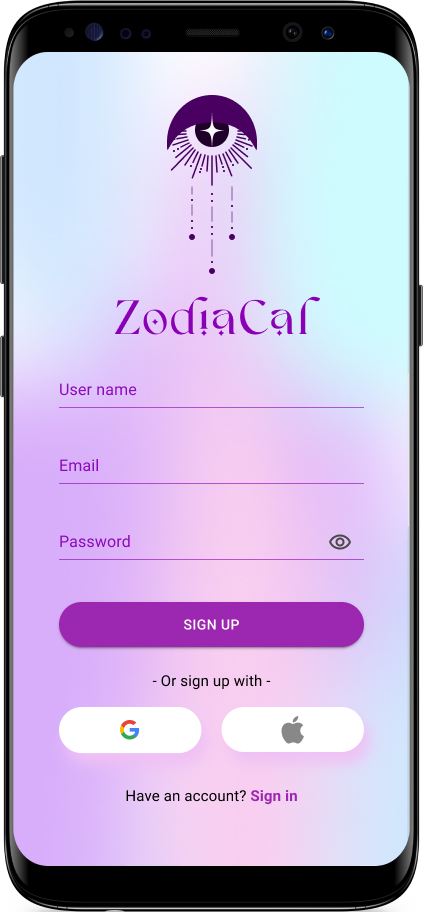 ZodiaCal
User name
Email
Password
SIGN UP
- Or sign up with -
G
Have an account? Sign in